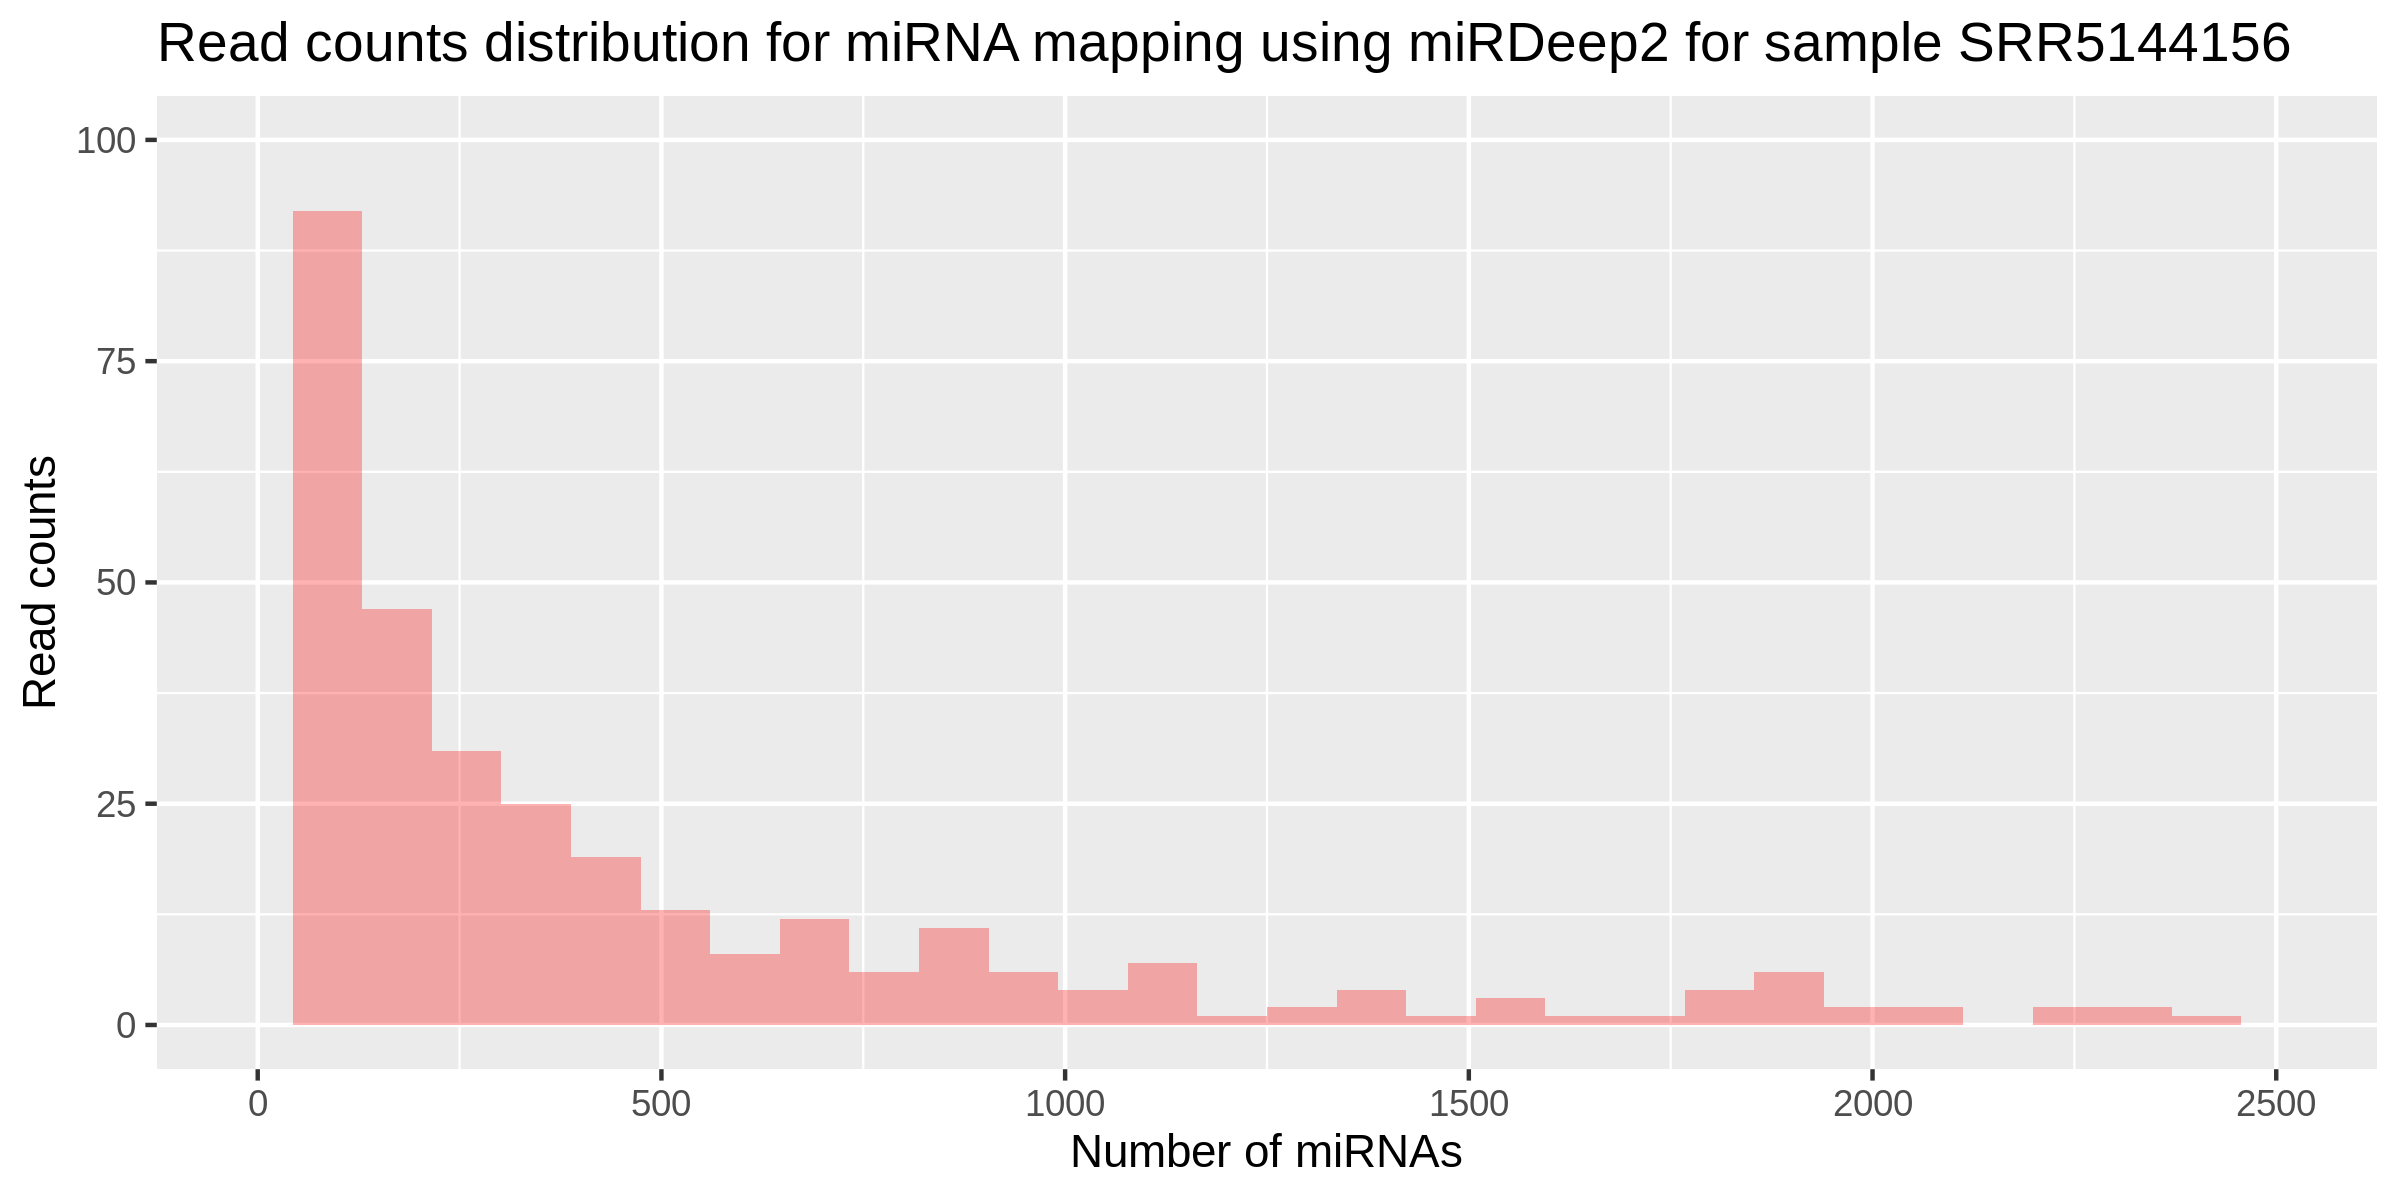 Read counts distribution for miRNA mapping using miRDeep2 for sample SRR5144156
100
75
50
25
0
Read counts
0 500 1000 1500 2000 2500
Number of miRNAs